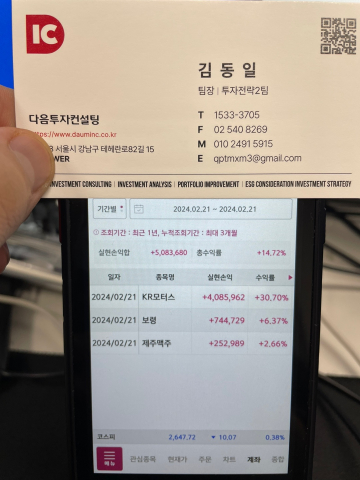 IC
김 동 일
팀장 | 투자전략2팀
다음투자컨설팅
https://www.dauminc.co.kr
서울시 강남구 테헤란로82길 15
WER
T 1533-3705
F 02 540 8269
M 010 2491 5915
E qptmxm3@gmail.com
INVESTMENT CONSULTING | INVESTMENT ANALYSIS | PORTFOLIO IMPROVEMENT | ESG CONSIDERATION INVESTMENT STRATEGY
기간별 2024.02.21 ~ 2024.02.21
조회기간 : 최근 1년, 누적조회기간 : 최대 3개월
실현손익합 +5,083,680 총수익률 +14.72%
일자 종목명 실현손익 수익률
2024/02/21 KR모터스 +4,085,962 +30.70%
2024/02/21 보령 +744,729 +6.37%
2024/02/21 제주맥주 +252,989 +2.66%
코스피 2,647.72 ▼ 10.07 0.38%
메뉴 관심종목 현재가 주문 차트 계좌 종합